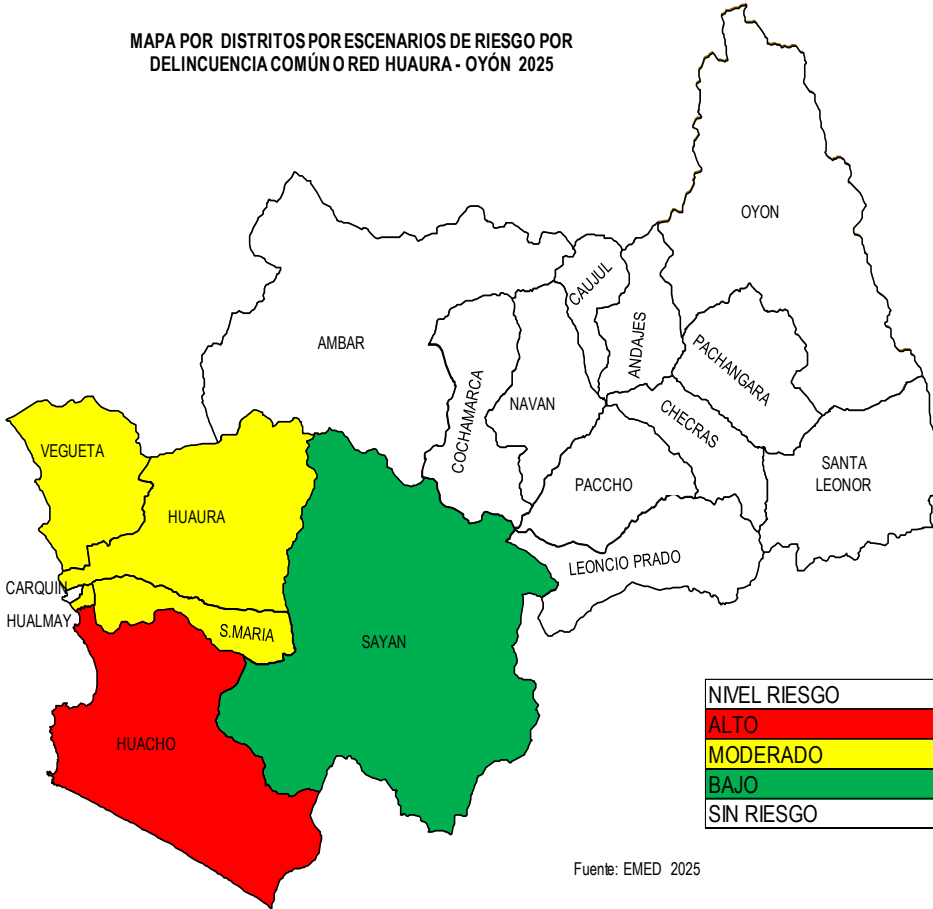 MAPA POR DISTRITOS POR ESCENARIOS DE RIESGO POR
DELINCUENCIA COMÚN O RED HUAURA - OYÓN 2025
OYON
CAUJUL
ANDAJES
AMBAR
PACHANGARA
COCHAMARCA
NAVAN
CHECRAS
VEGUETA
SANTA
LEONOR
PACCHO
HUAURA
LEONCIO PRADO
CARQUIN
HUALMAY
S.MARIA
SAYAN
HUACHO
NIVEL RIESGO
ALTO
MODERADO
BAJO
SIN RIESGO
Fuente: EMED 2025